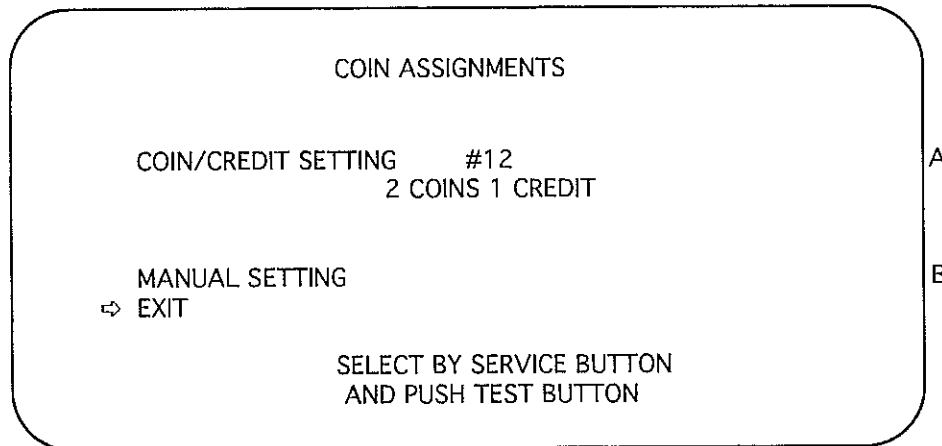 COIN ASSIGNMENTS
COIN/CREDIT SETTING #12 A
2 COINS 1 CREDIT
MANUAL SETTING B
⇨ EXIT
SELECT BY SERVICE BUTTON
AND PUSH TEST BUTTON